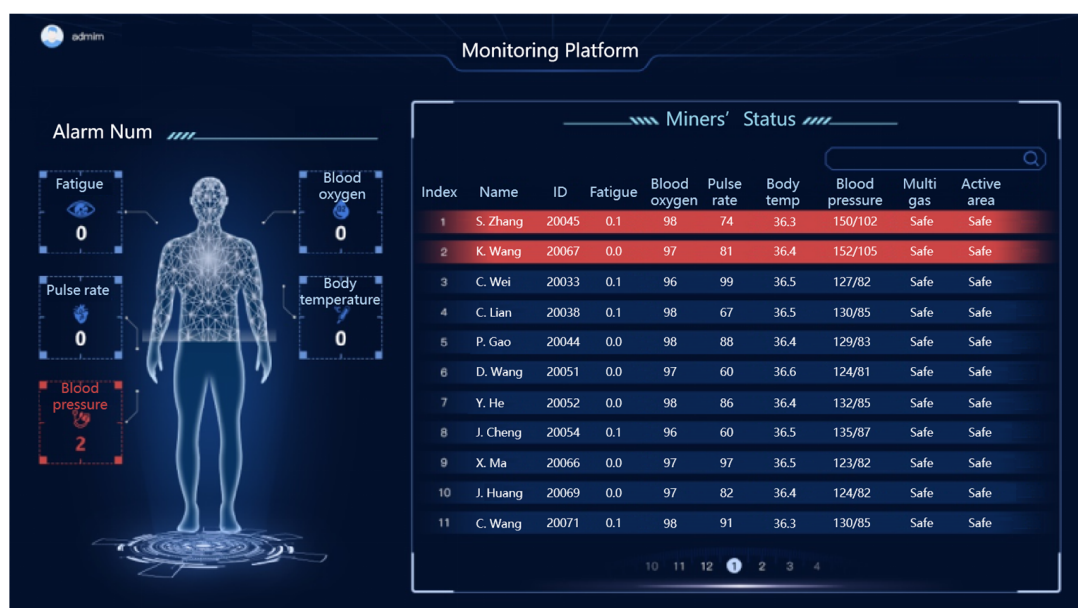 admim
Monitoring Platform
Alarm Num
Fatigue
0
Blood
oxygen
0
Pulse rate
0
Body
temperature
0
Blood
pressure
2
Miners' Status
Index Name ID Fatigue Blood oxygen Pulse rate Body temp Blood pressure Multi gas Active area
1 S. Zhang 20045 0.1 98 74 36.3 150/102 Safe Safe
2 K. Wang 20067 0.0 97 81 36.4 152/105 Safe Safe
3 C. Wei 20033 0.1 96 99 36.5 127/82 Safe Safe
4 C. Lian 20038 0.1 98 67 36.5 130/85 Safe Safe
5 P. Gao 20044 0.0 98 88 36.4 129/83 Safe Safe
6 D. Wang 20051 0.0 97 60 36.6 124/81 Safe Safe
7 Y. He 20052 0.0 98 86 36.4 132/85 Safe Safe
8 J. Cheng 20054 0.1 96 60 36.5 135/87 Safe Safe
9 X. Ma 20066 0.0 97 97 36.5 123/82 Safe Safe
10 J. Huang 20069 0.0 97 82 36.4 124/82 Safe Safe
11 C. Wang 20071 0.1 98 91 36.3 130/85 Safe Safe
10 11 12 1 2 3 4